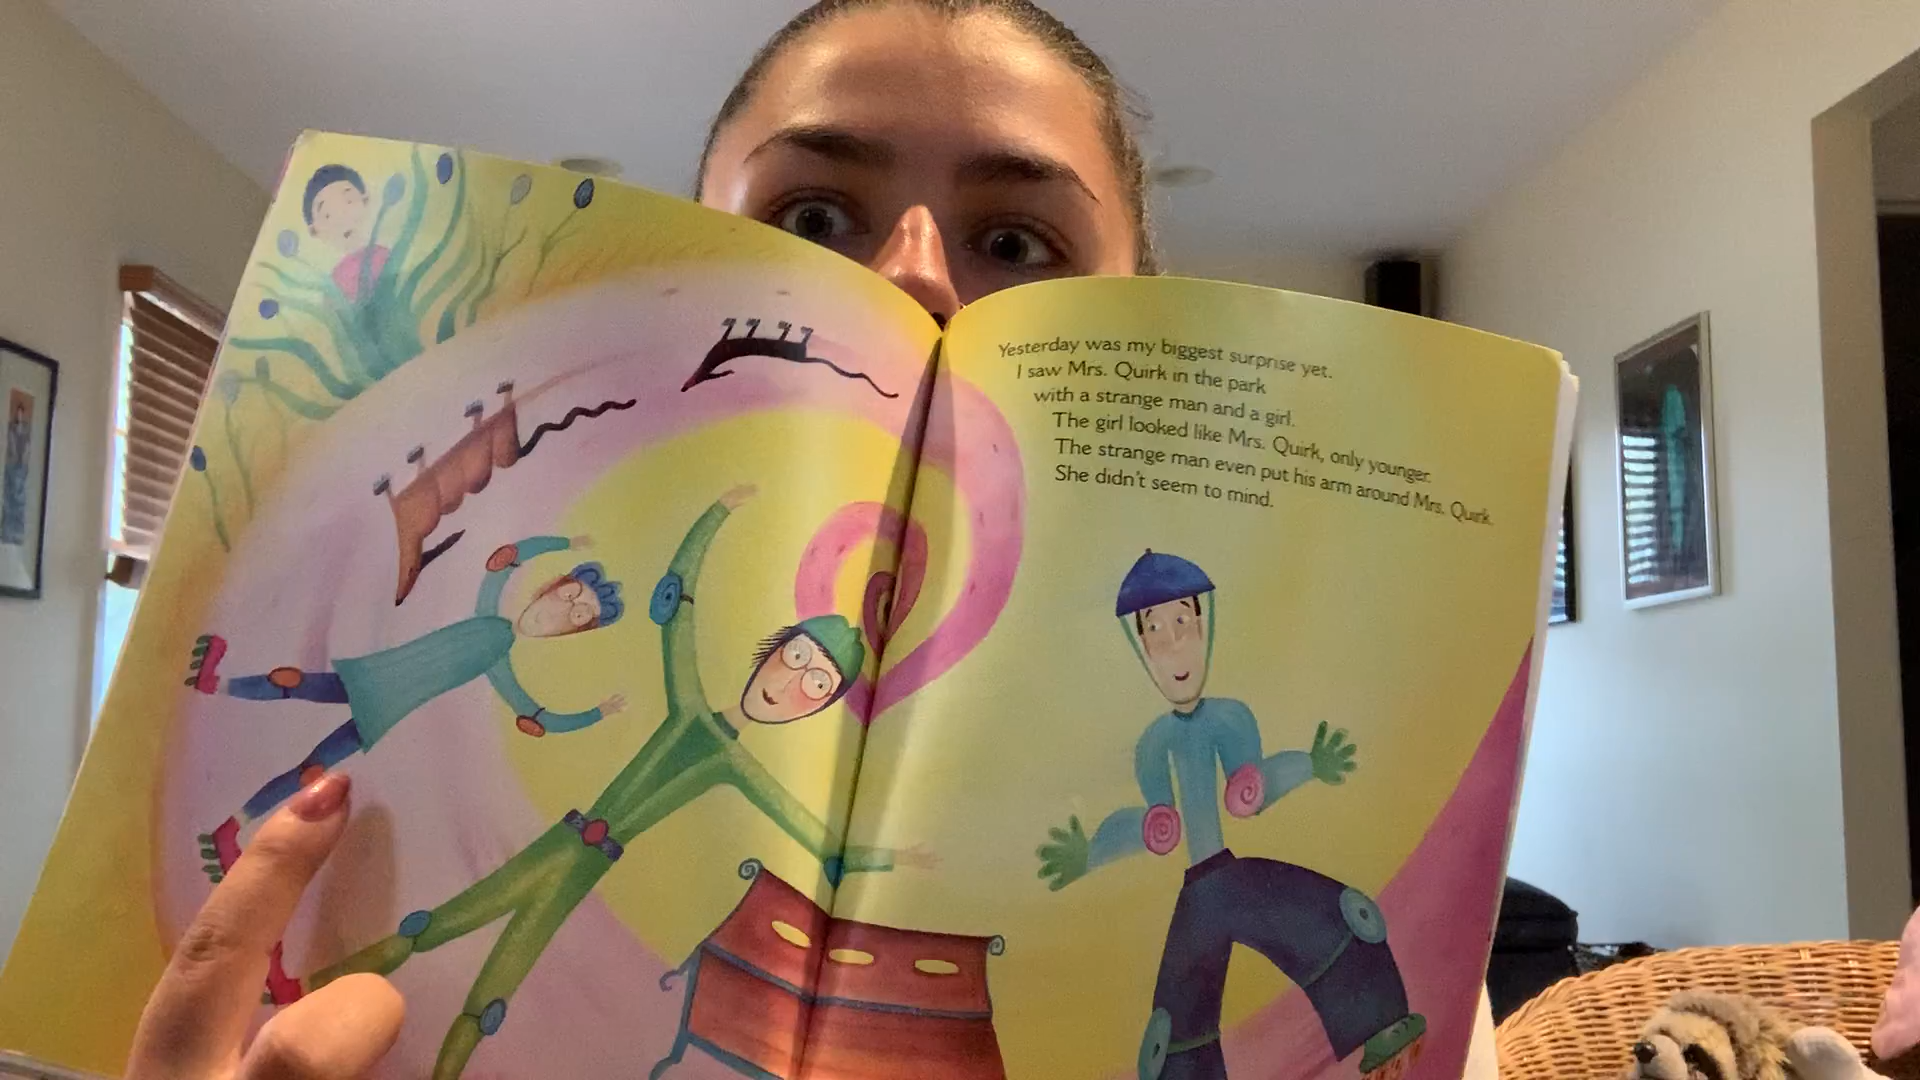 Yesterday was my biggest surprise yet.
I saw Mrs. Quirk in the park
with a strange man and a girl.
The girl looked like Mrs. Quirk, only younger.
The strange man even put his arm around Mrs. Quirk.
She didn't seem to mind.